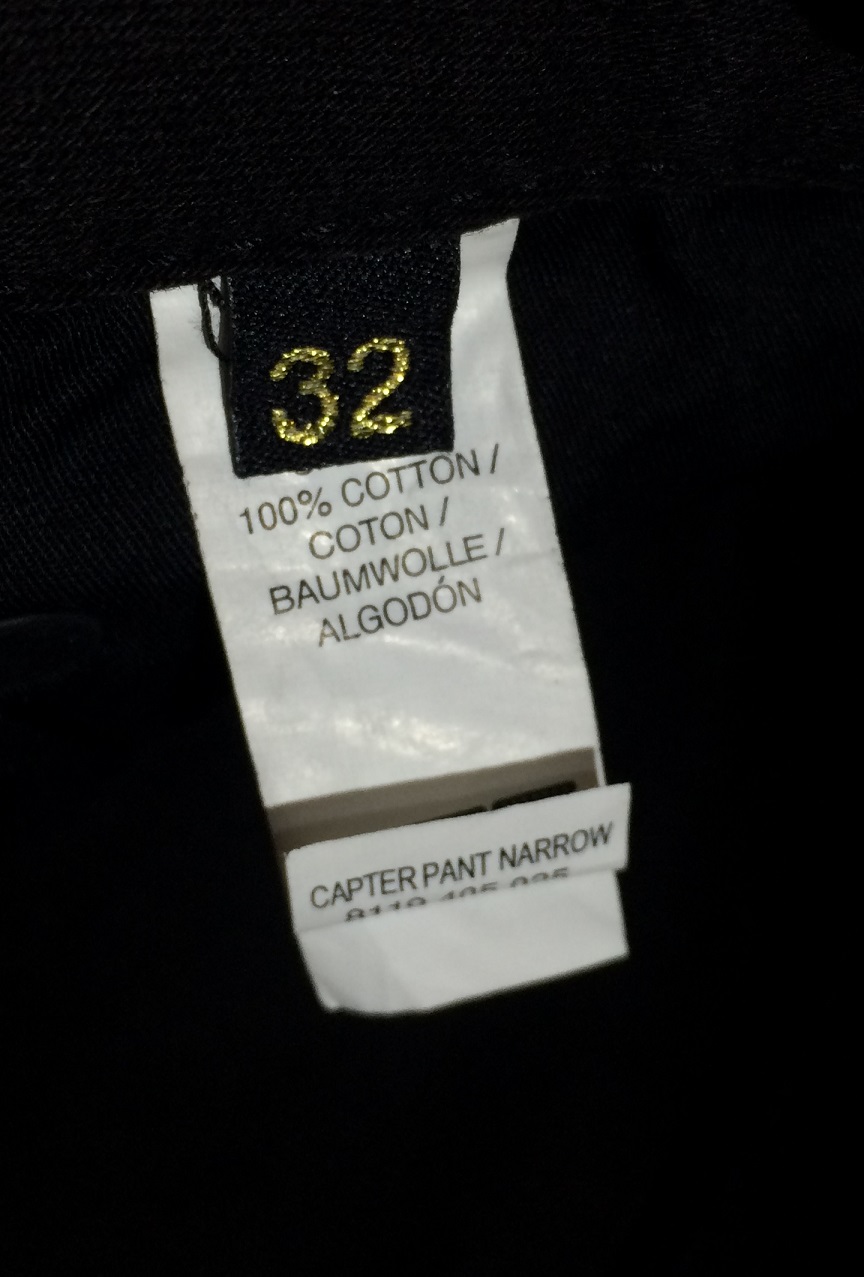 32
100% COTTON /
COTON /
BAUMWOLLE /
ALGODÓN
CAPTER PANT NARROW